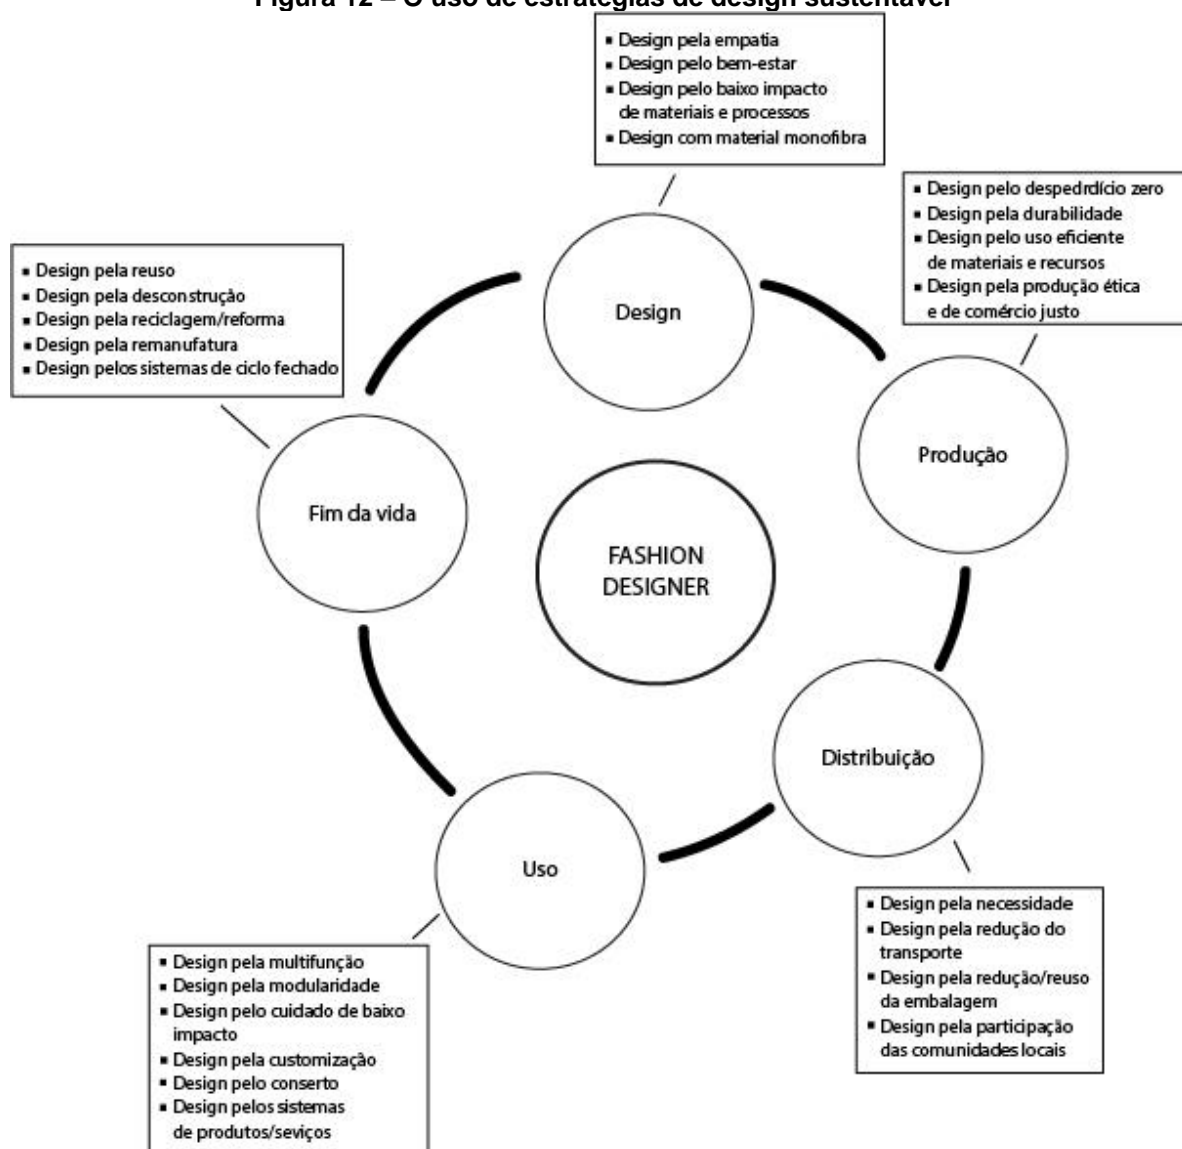 Figura 12 – O uso de estratégias de design sustentável
▪ Design pela empatia
▪ Design pelo bem-estar
▪ Design pelo baixo impacto
de materiais e processos
▪ Design com material monofibra
▪ Design pelo despedrdício zero
▪ Design pela durabilidade
▪ Design pelo uso eficiente
de materiais e recursos
▪ Design pela produção ética
e de comércio justo
▪ Design pela reuso
▪ Design pela desconstrução
▪ Design pela reciclagem/reforma
▪ Design pela remanufatura
▪ Design pelos sistemas de ciclo fechado
Design
Produção
Fim da vida
FASHION
DESIGNER
Distribuição
Uso
▪ Design pela necessidade
▪ Design pela redução do
transporte
▪ Design pela redução/reuso
da embalagem
▪ Design pela participação
das comunidades locais
▪ Design pela multifunção
▪ Design pela modularidade
▪ Design pelo cuidado de baixo
impacto
▪ Design pela customização
▪ Design pelo conserto
▪ Design pelos sistemas
de produtos/seviços